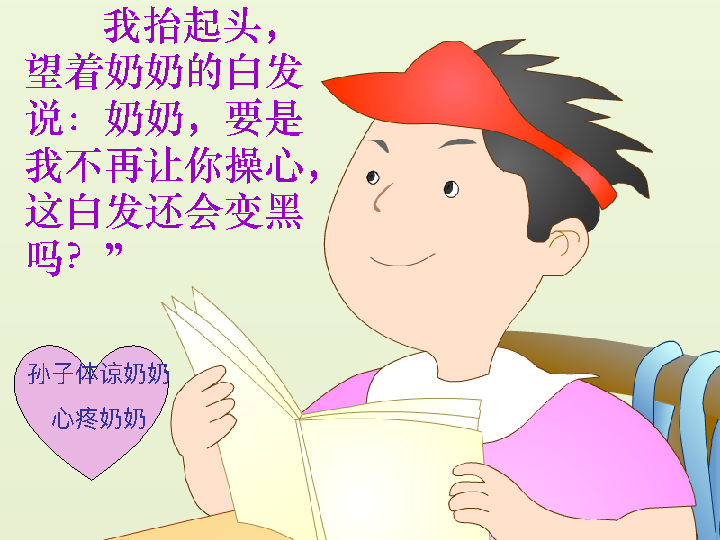 我抬起头，
望着奶奶的白发
说：奶奶，要是
我不再让你操心，
这白发还会变黑
吗？”
孙子体谅奶奶
心疼奶奶